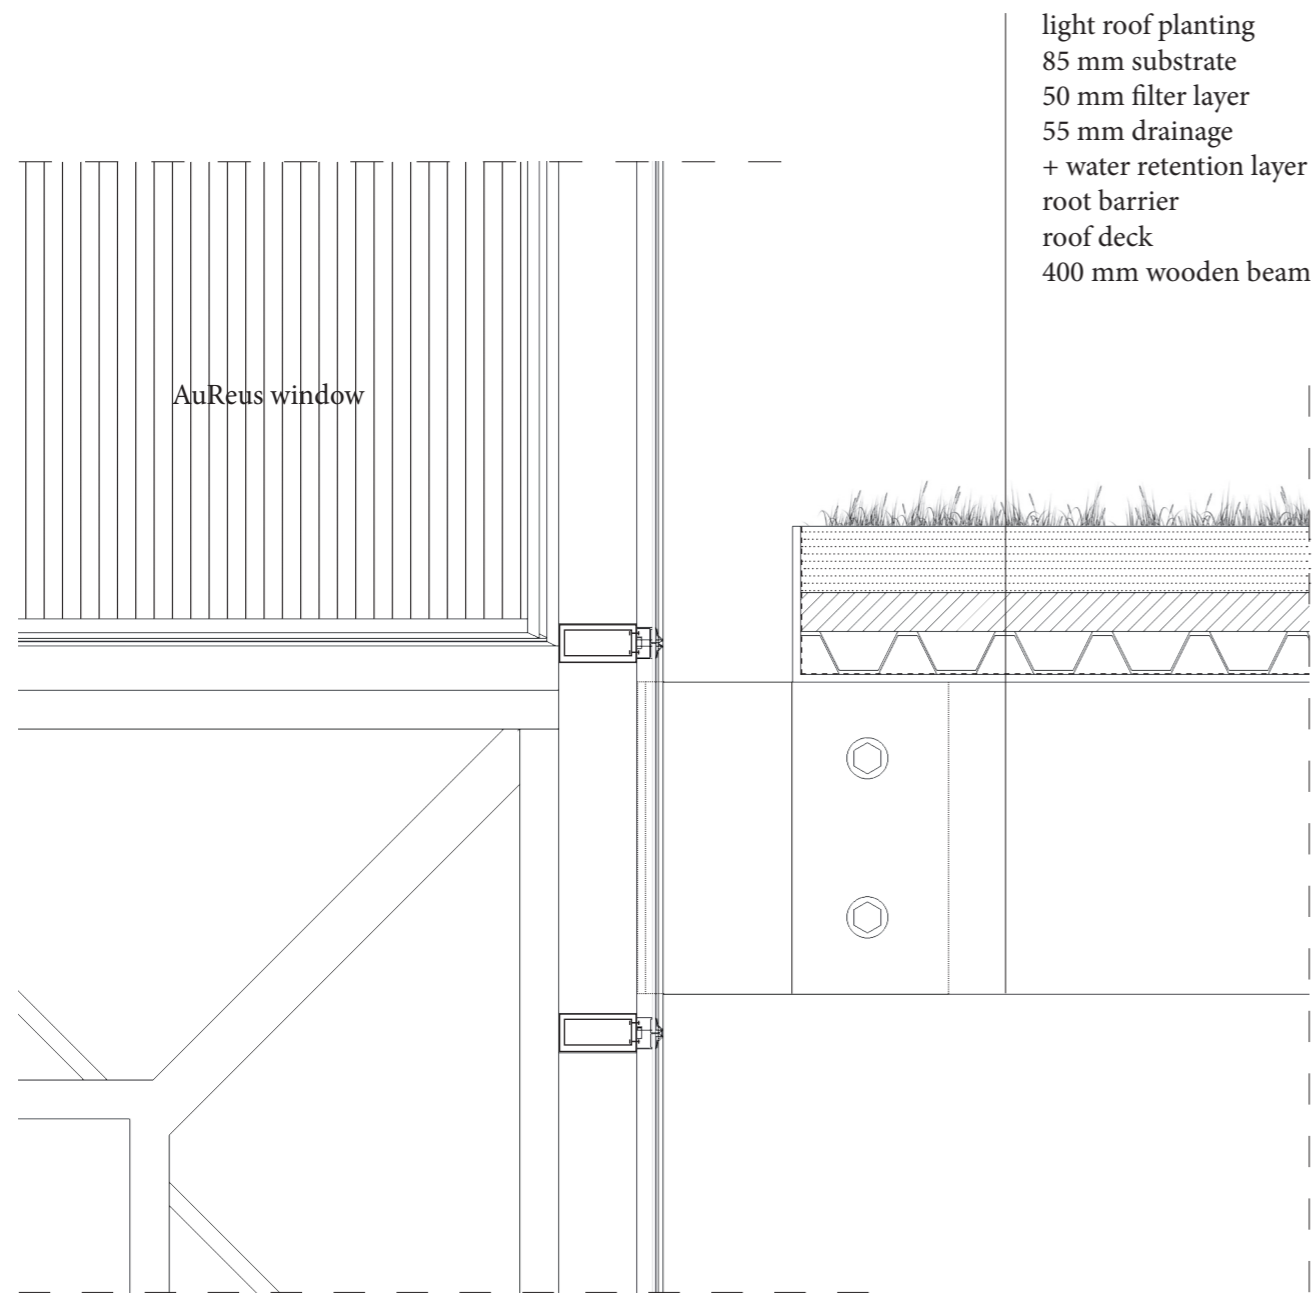 light roof planting
85 mm substrate
50 mm filter layer
55 mm drainage
+ water retention layer
root barrier
roof deck
400 mm wooden beam
AuReus window